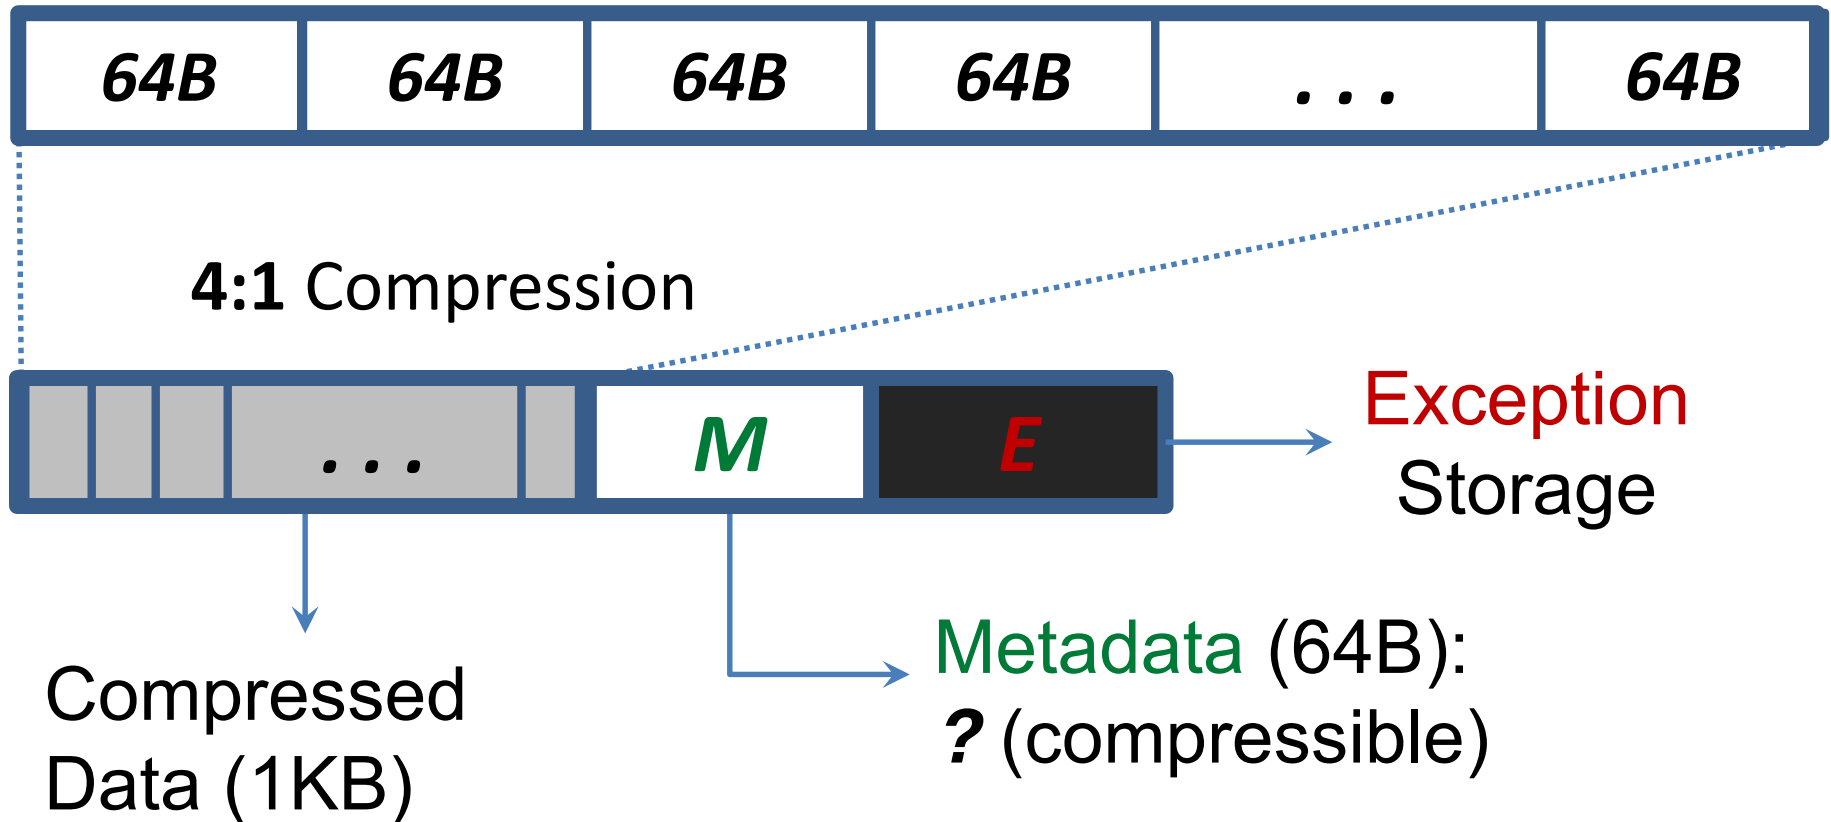 64B 64B 64B 64B . . . 64B
4:1 Compression
. . . M E
Exception
Storage
Metadata (64B):
? (compressible)
Compressed
Data (1KB)